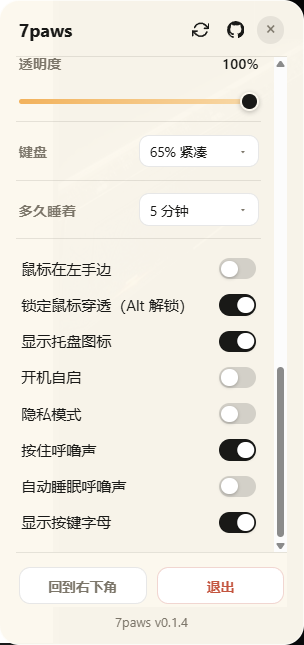 7paws
透明度 100%
键盘 65% 紧凑
多久睡着 5 分钟
鼠标在左手边
锁定鼠标穿透（Alt 解锁）
显示托盘图标
开机自启
隐私模式
按住呼噜声
自动睡眠呼噜声
显示按键字母
回到右下角 退出
7paws v0.1.4